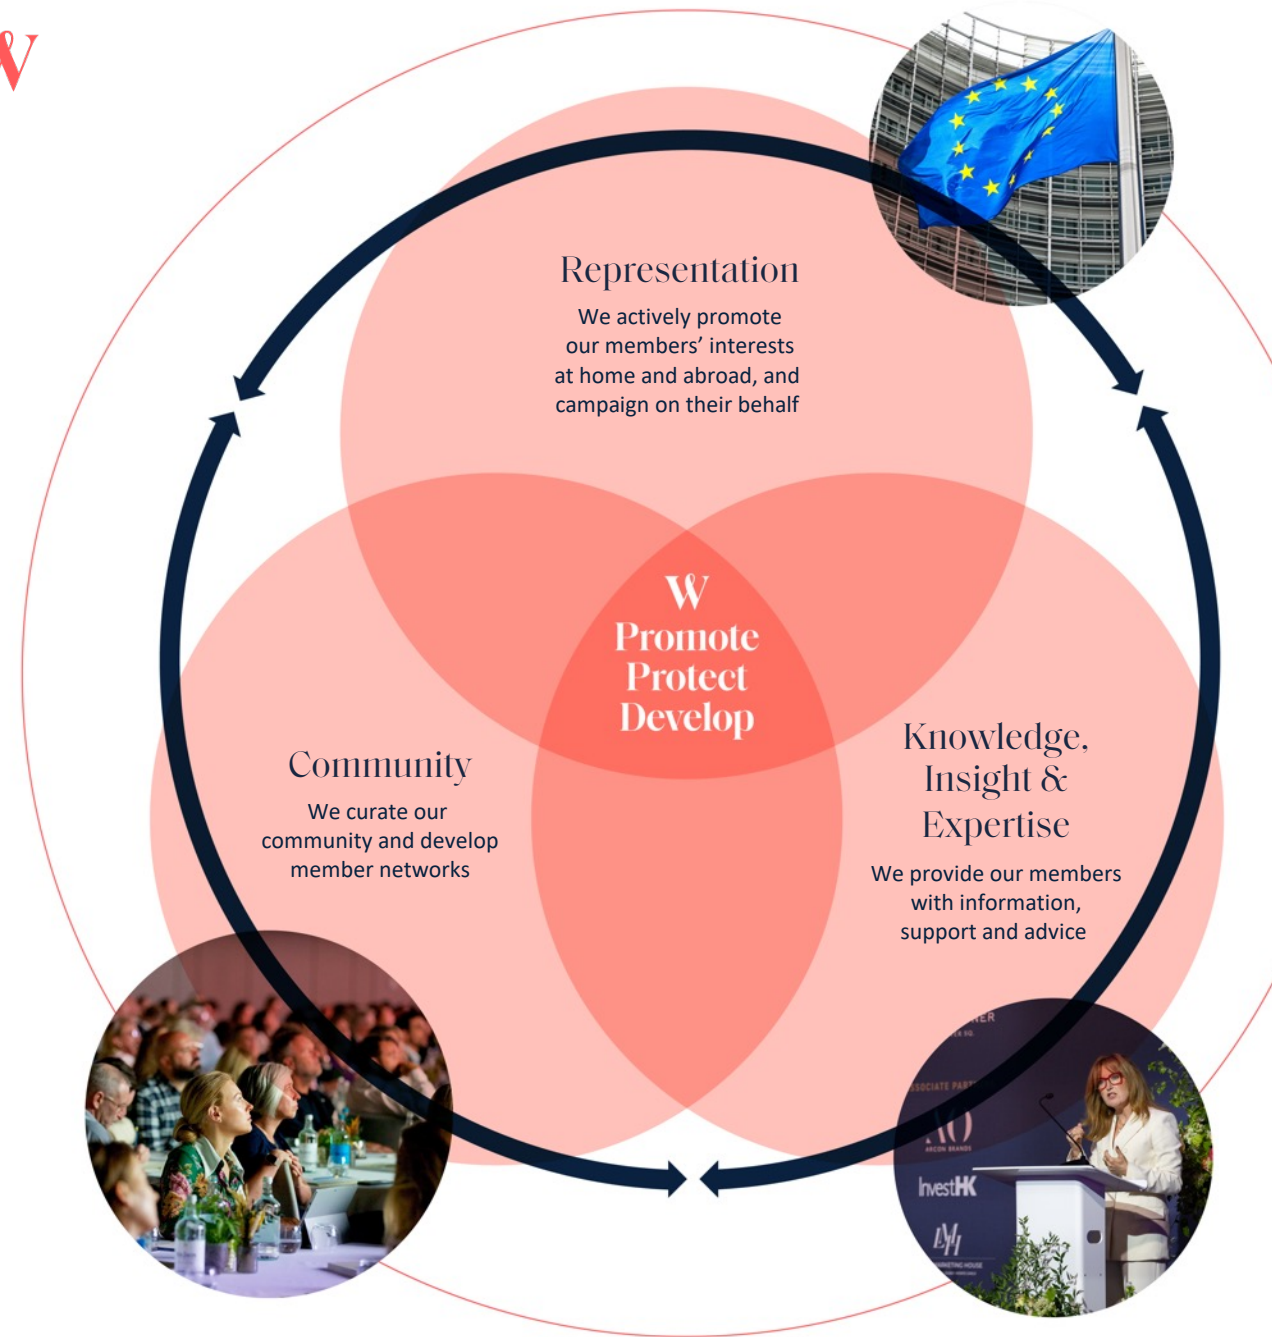 W
Representation
We actively promote
our members’ interests
at home and abroad, and
campaign on their behalf
W
Promote
Protect
Develop
Community
We curate our
community and develop
member networks
Knowledge,
Insight &
Expertise
We provide our members
with information,
support and advice
ARCON BRANDS
InvestHK